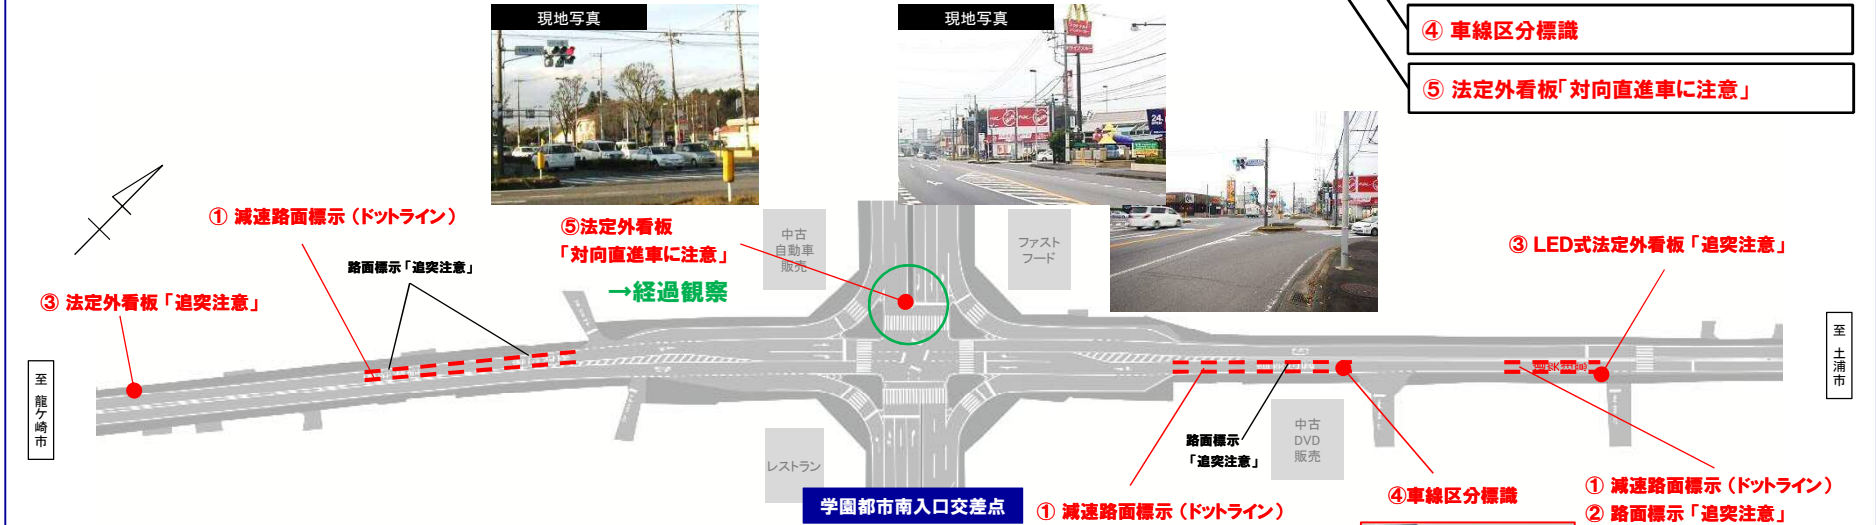 現地写真
現地写真
④ 車線区分標識
⑤ 法定外看板「対向直進車に注意」
① 減速路面標示（ドットライン）
路面標示「追突注意」
③ 法定外看板「追突注意」
⑤法定外看板
「対向直進車に注意」
→経過観察
中古
自動車
販売
ファスト
フード
③ LED式法定外看板「追突注意」
至 龍ケ崎市
至 土浦市
レストラン
学園都市南入口交差点
路面標示
「追突注意」
中古
DVD
販売
① 減速路面標示（ドットライン）
④車線区分標識
① 減速路面標示（ドットライン）
② 路面標示「追突注意」